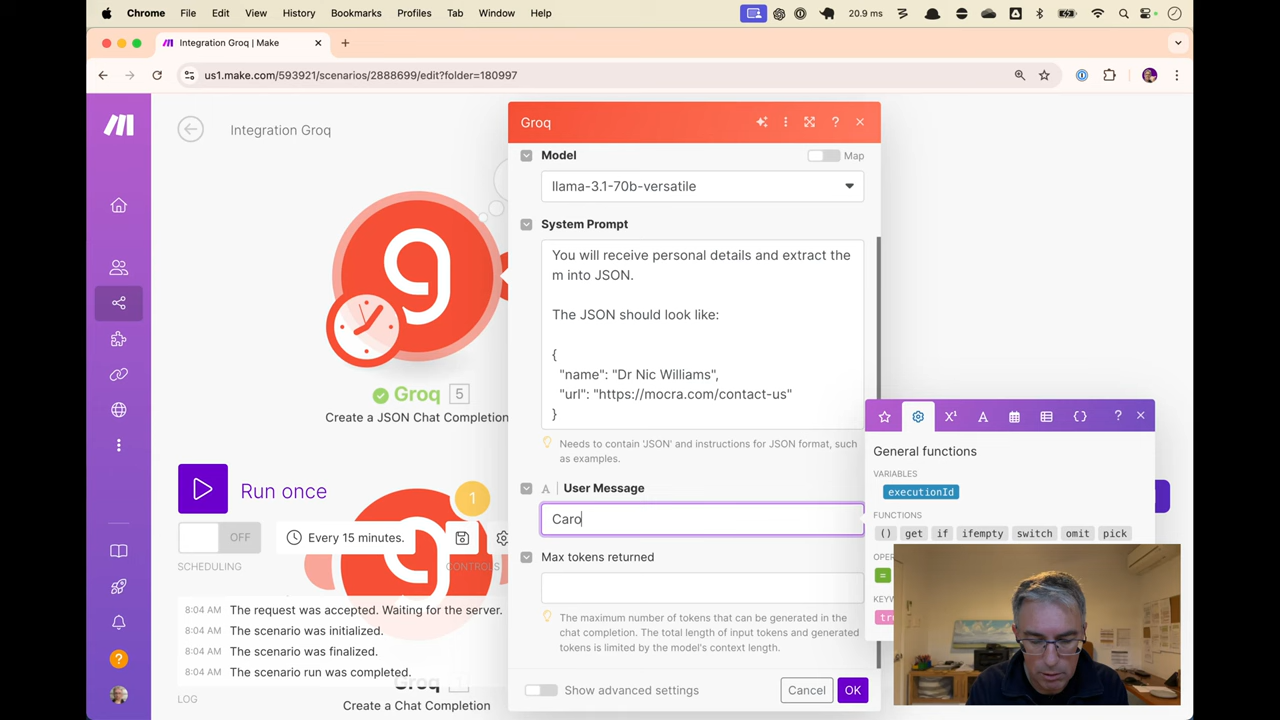 Chrome File Edit View History Bookmarks Profiles Tab Window Help 20.9 ms
Integration Groq | Make
us1.make.com/593921/scenarios/2888699/edit?folder=180997
Integration Groq
Groq 5
Create a JSON Chat Completion
Run once
1
OFF
Every 15 minutes.
SCHEDULING
CONTROLS
8:04 AM The request was accepted. Waiting for the server.
8:04 AM The scenario was initialized.
8:04 AM The scenario was finalized.
8:04 AM The scenario run was completed.
LOG
Groq 1
Create a Chat Completion
Groq
Model
Map
llama-3.1-70b-versatile
System Prompt
You will receive personal details and extract the
m into JSON.
The JSON should look like:
{
"name": "Dr Nic Williams",
"url": "https://mocra.com/contact-us"
}
Needs to contain 'JSON' and instructions for JSON format, such
as examples.
A User Message
Caro
Max tokens returned
The maximum number of tokens that can be generated in the
chat completion. The total length of input tokens and generated
tokens is limited by the model's context length.
Show advanced settings
Cancel
OK
General functions
VARIABLES
executionId
FUNCTIONS
() get if ifempty switch omit pick
=